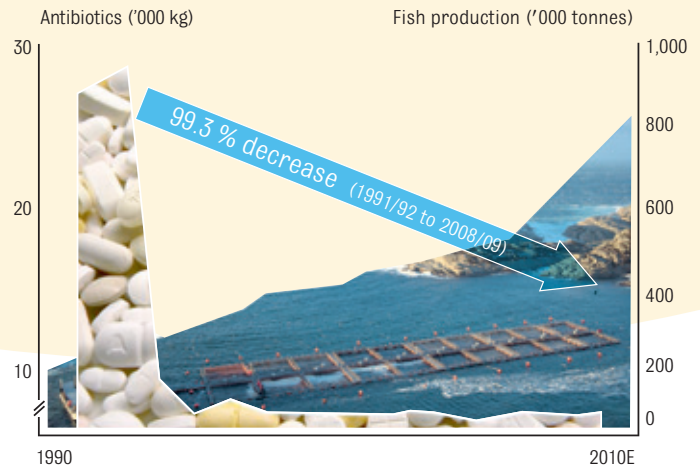 Antibiotics (’000 kg)
Fish production (’000 tonnes)
30
1,000
99.3 % decrease (1991/92 to 2008/09)
800
20
600
400
10
200
0
1990
2010E